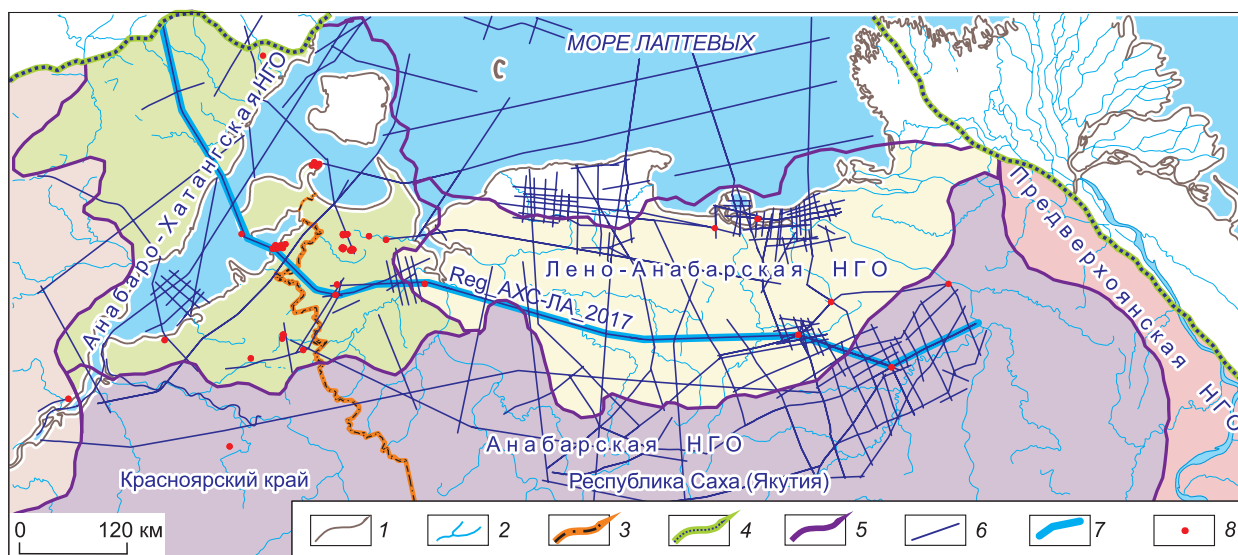 МОРЕ ЛАПТЕВЫХ
С
Анабаро-Хатангская НГО
Предверхоянская НГО
Лено-Анабарская НГО
Reg_АХС-ЛА_2017
Анабарская НГО
Красноярский край
Республика Саха (Якутия)
0 120 км
1 2 3 4 5 6 7 8